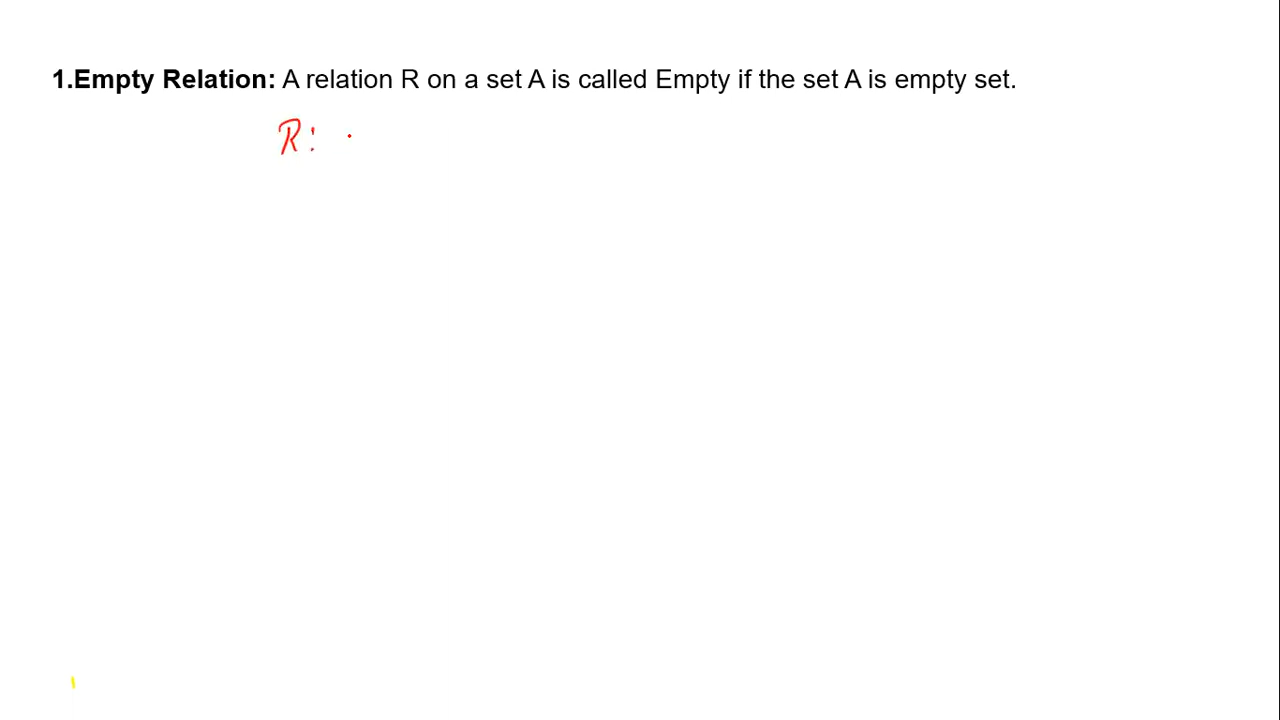 1.Empty Relation: A relation R on a set A is called Empty if the set A is empty set.
R: